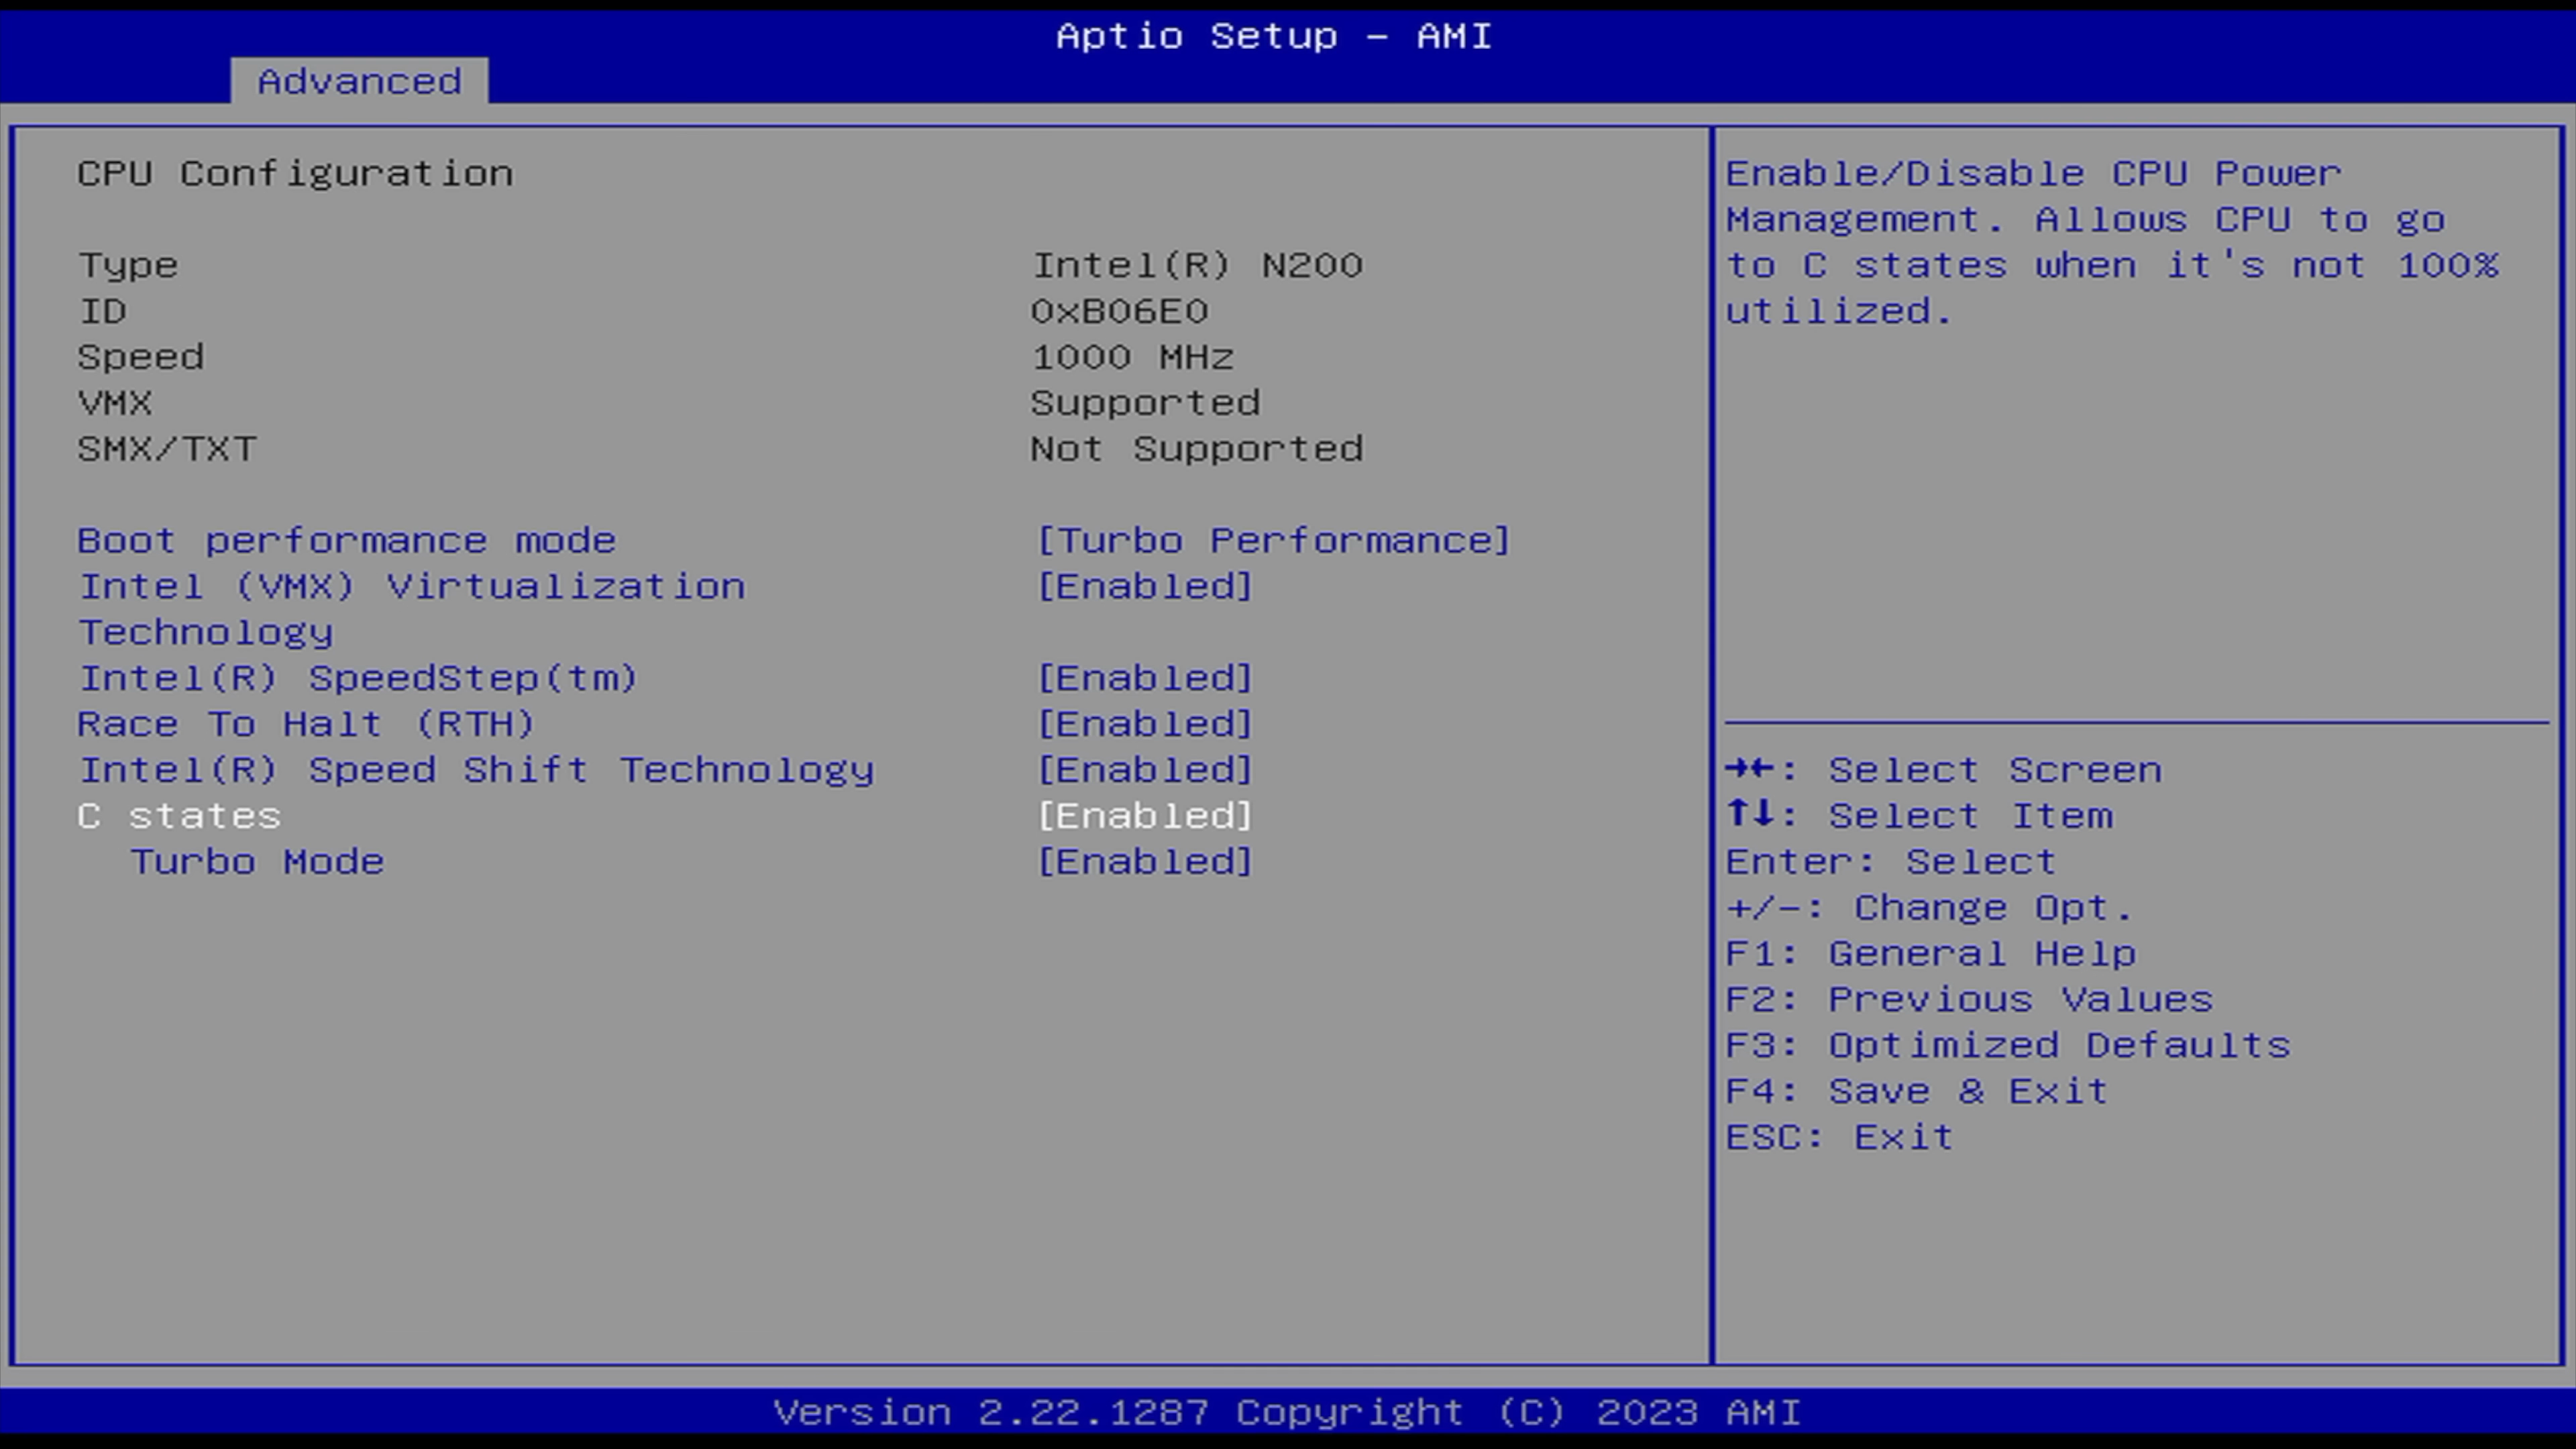 Aptio Setup – AMI
Advanced
CPU Configuration
Type Intel(R) N200
ID 0xB06E0
Speed 1000 MHz
VMX Supported
SMX/TXT Not Supported
Boot performance mode [Turbo Performance]
Intel (VMX) Virtualization [Enabled]
Technology
Intel(R) SpeedStep(tm) [Enabled]
Race To Halt (RTH) [Enabled]
Intel(R) Speed Shift Technology [Enabled]
C states [Enabled]
Turbo Mode [Enabled]
Enable/Disable CPU Power
Management. Allows CPU to go
to C states when it's not 100%
utilized.
→←: Select Screen
↑↓: Select Item
Enter: Select
+/-: Change Opt.
F1: General Help
F2: Previous Values
F3: Optimized Defaults
F4: Save & Exit
ESC: Exit
Version 2.22.1287 Copyright (C) 2023 AMI